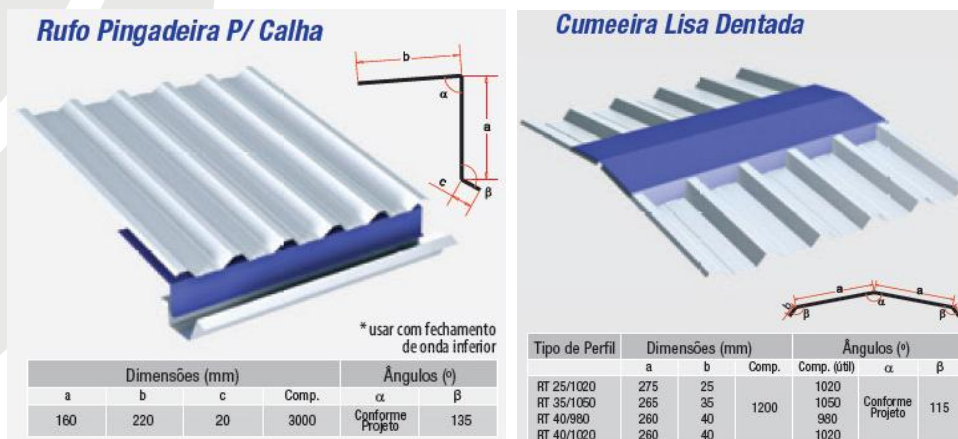 Rufo Pingadeira P/ Calha
b
α
a
c
β
* usar com fechamento
de onda inferior
Dimensões (mm) Ângulos (º)
a b c Comp. α β
160 220 20 3000 Conforme Projeto 135
Cumeeira Lisa Dentada
a a
b β α β
Tipo de Perfil Dimensões (mm) Ângulos (º)
a b Comp. Comp. (útil) α β
RT 25/1020 275 25 1020
RT 35/1050 265 35 1050
1200 Conforme Projeto 115
RT 40/980 260 40 980
RT 40/1020 260 40 1020